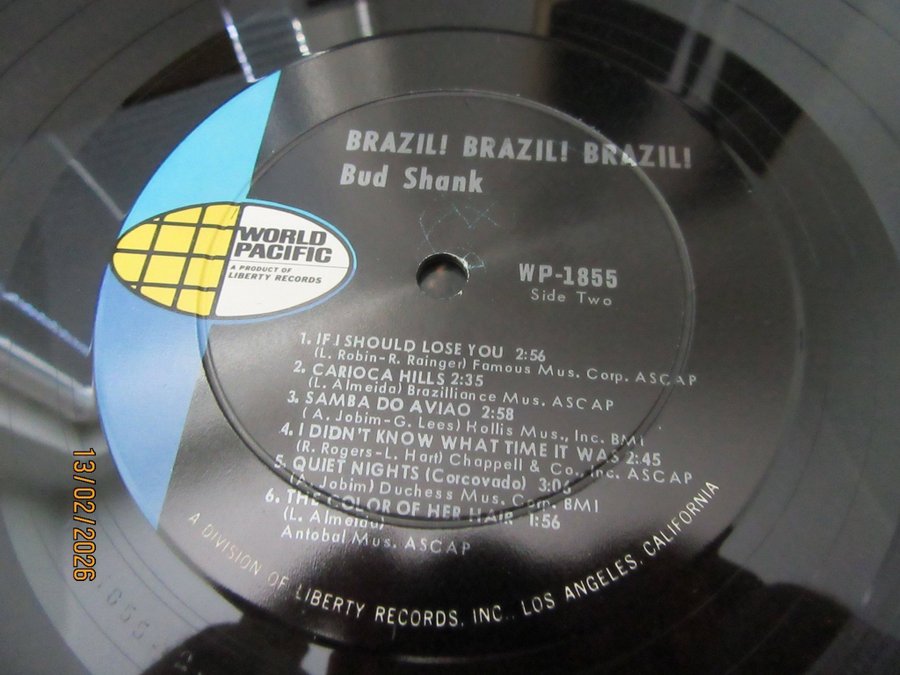 BRAZIL! BRAZIL! BRAZIL!
Bud Shank
WORLD
PACIFIC
A PRODUCT OF
LIBERTY RECORDS
WP-1855
Side Two
1. IF I SHOULD LOSE YOU 2:56
(L. Robin-R. Rainger) Famous Mus. Corp. ASCAP
2. CARIOCA HILLS 2:35
(L. Almeida) Brazilliance Mus. ASCAP
3. SAMBA DO AVIAO 2:58
(A. Jobim-G. Lees) Hollis Mus., Inc. BMI
4. I DIDN'T KNOW WHAT TIME IT WAS 2:45
(R. Rogers-L. Hart) Chappell & Co., Inc. ASCAP
5. QUIET NIGHTS (Corcovado) 3:06
(A. Jobim) Duchess Mus. Corp. BMI
6. THE COLOR OF HER HAIR 1:56
(L. Almeida)
Antobal Mus. ASCAP
A DIVISION OF LIBERTY RECORDS, INC., LOS ANGELES, CALIFORNIA
13/02/2026